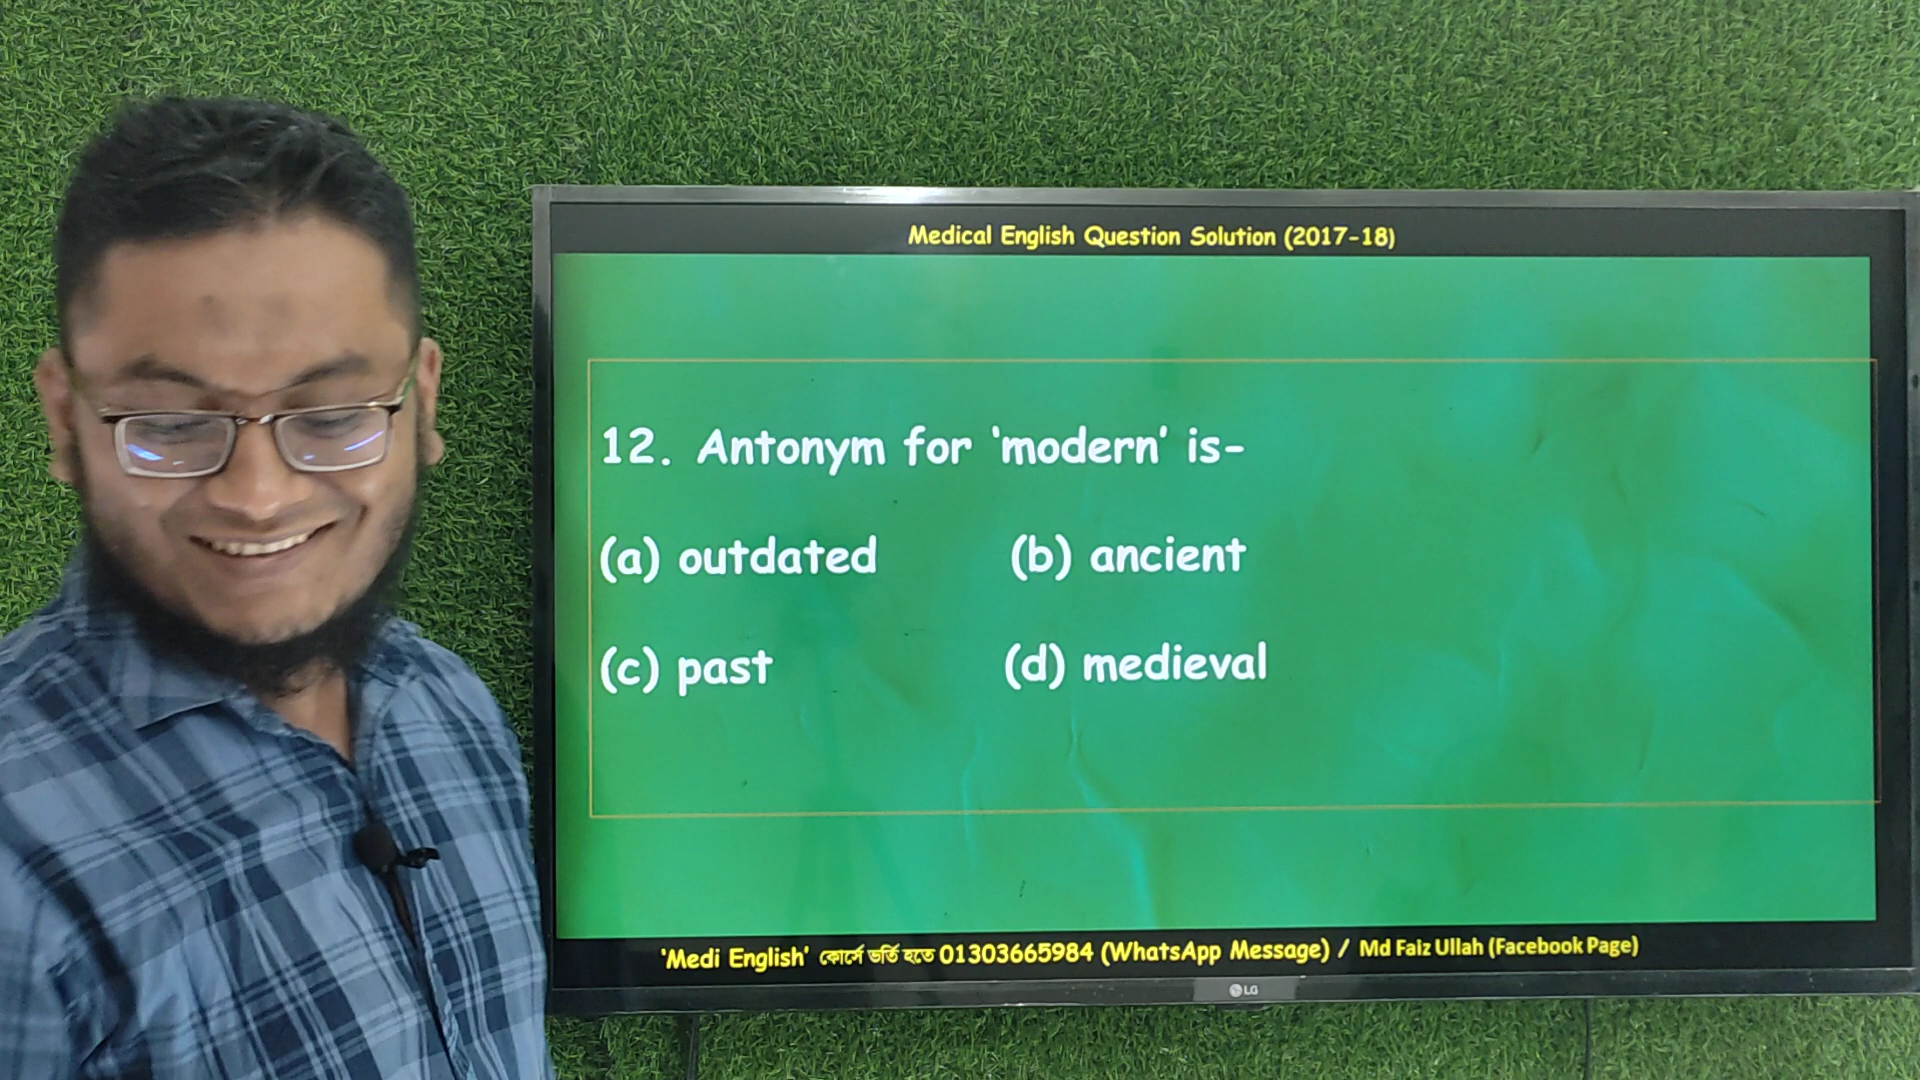 Medical English Question Solution (2017-18)
12. Antonym for ‘modern’ is-
(a) outdated (b) ancient
(c) past (d) medieval
‘Medi English’ কোর্সে ভর্তি হতে 01303665984 (WhatsApp Message) / Md Faiz Ullah (Facebook Page)
LG